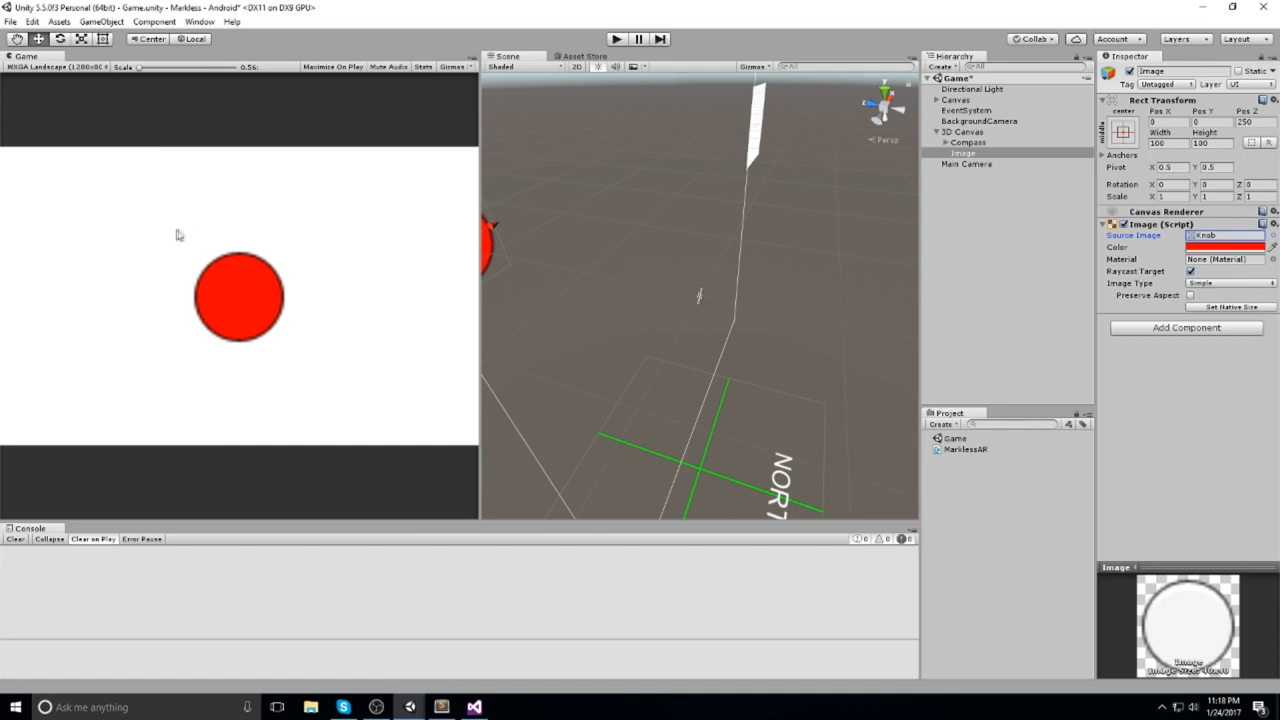 Unity 5.5.0f3 Personal (64bit) - Game.unity - Markless - Android* <DX11 on DX9 GPU>
File Edit Assets GameObject Component Window Help
Center Local Collab Account Layers Layout
Game Scene Asset Store Hierarchy Inspector
Scale 0.56: Maximize On Play Mute Audio Stats Gizmos Shaded 2D Gizmos All Create All
Image Static
Tag Untagged Layer UI
Game*
Directional Light
Canvas
EventSystem
BackgroundCamera
3D Canvas
Compass
Image
Main Camera
y
x
z
Persp
NORT
Rect Transform
center Pos X Pos Y Pos Z
middle 0 0 250
Width Height
100 100 R
Anchors
Pivot X 0.5 Y 0.5
Rotation X 0 Y 0 Z 0
Scale X 1 Y 1 Z 1
Canvas Renderer
Image (Script)
Source Image Knob
Color
Material None (Material)
Raycast Target
Image Type Simple
Preserve Aspect
Set Native Size
Add Component
Project
Create
Game
MarklessAR
Console
Clear Collapse Clear on Play Error Pause 0 0 0
Image
Image
Ask me anything
11:18 PM
1/24/2017
3